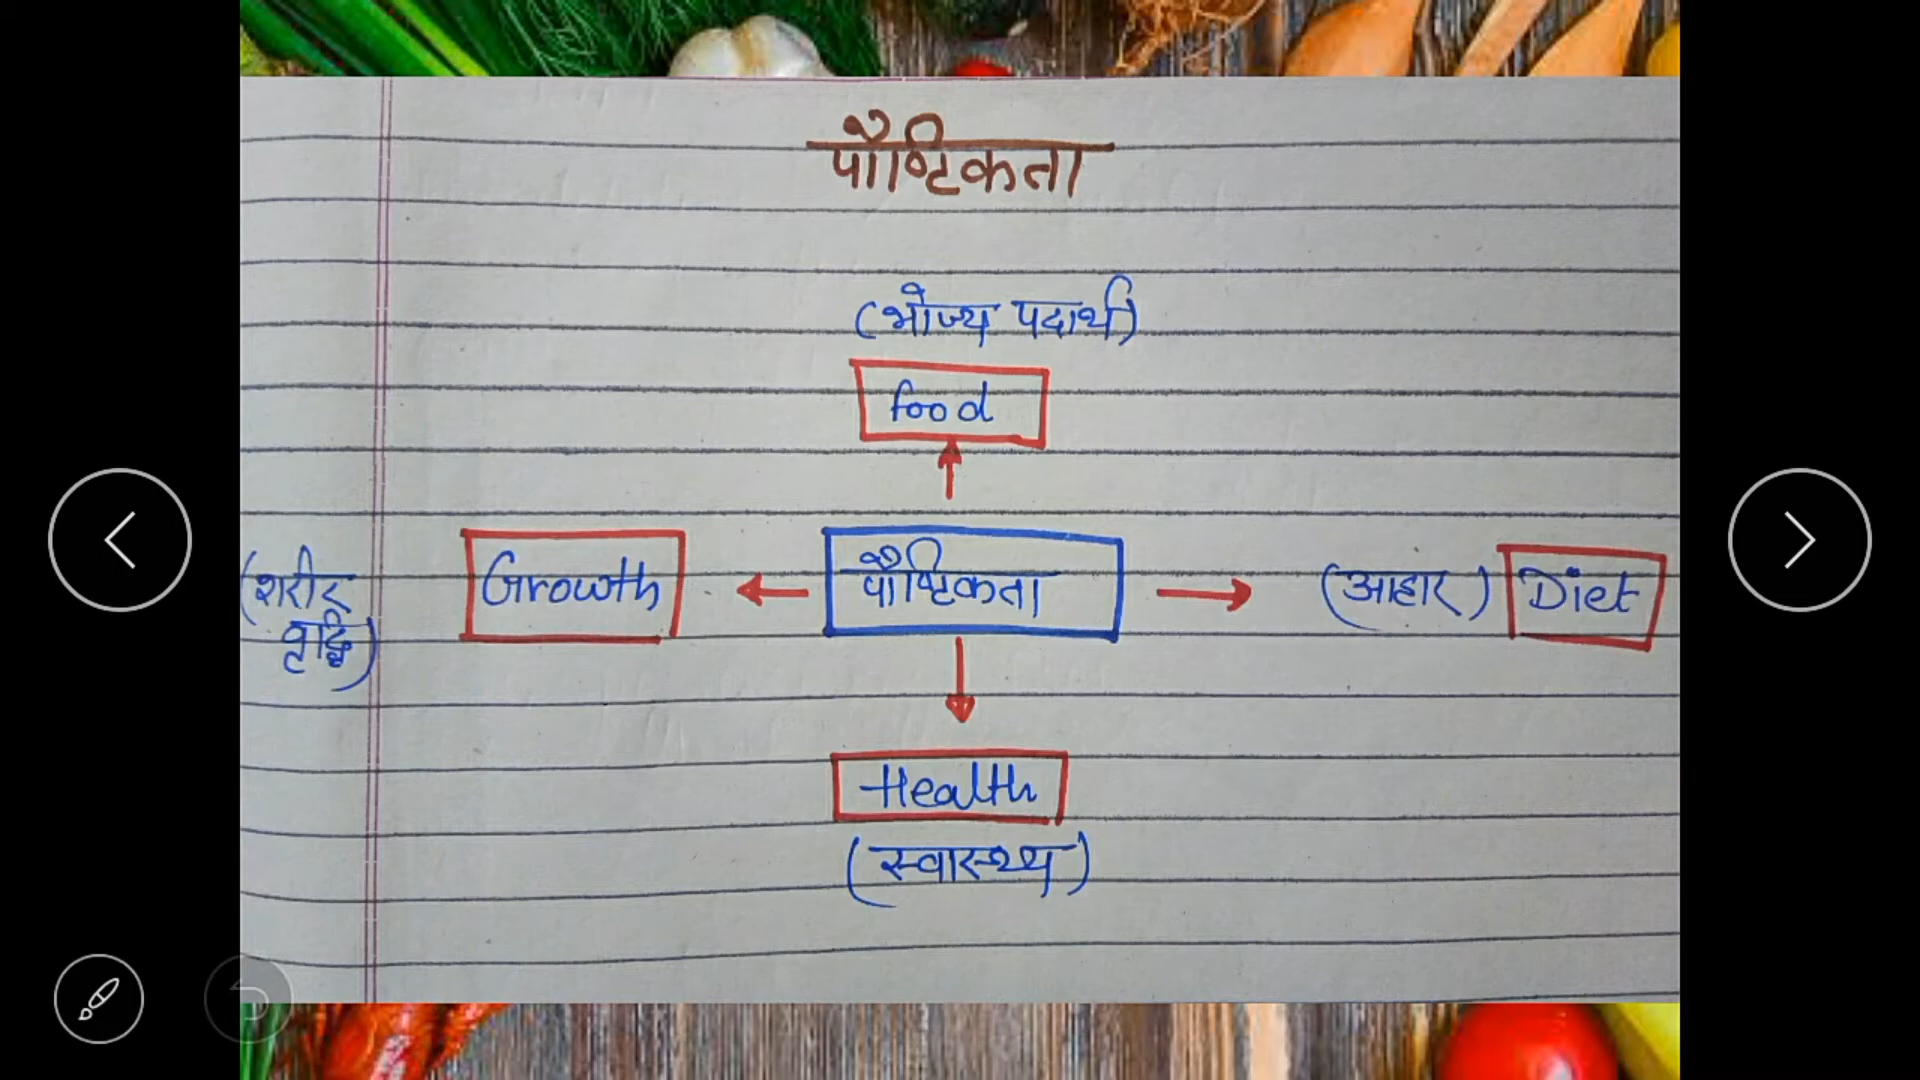 पौष्टिकता
(भोज्य पदार्थ)
food
(शरीर वृद्धि) Growth पौष्टिकता (आहार) Diet
Health
(स्वास्थ्य)